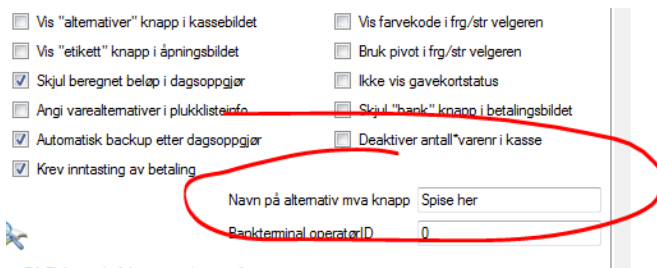 Vis "alternativer" knapp i kassebildet
Vis farvekode i frg/str velgeren
Vis "etikett" knapp i åpningsbildet
Bruk pivot i frg/str velgeren
Skjul beregnet beløp i dagsoppgjør
Ikke vis gavekortstatus
Angi varealternativer i plukklisteinfo
Skjul "bank" knapp i betalingsbildet
Automatisk backup etter dagsoppgjør
Deaktiver antall*varenr i kasse
Krev inntasting av betaling
Navn på alternativ mva knapp Spise her
Bankterminal operatørID 0